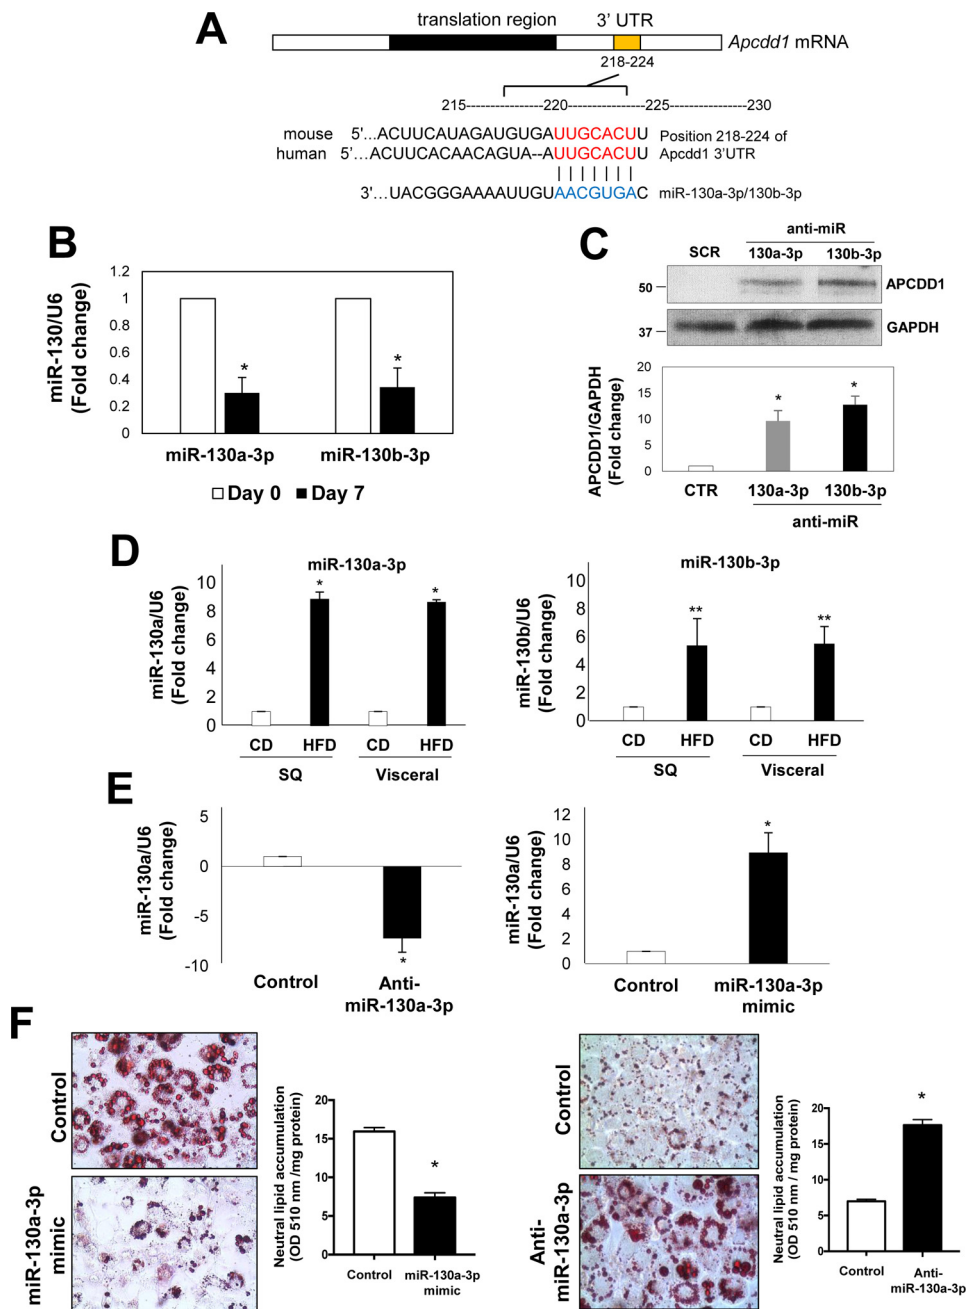 A
translation region
3' UTR
Apcdd1 mRNA
218-224
215---------------220---------------225---------------230
mouse 5'...ACUUCAUAGAUGUGAUUGCACUU Position 218-224 of
human 5'...ACUUCACAACAGUA--AUUGCACUU Apcdd1 3'UTR
3'...UACGGGAAAAUUGUAACGUGAC miR-130a-3p/130b-3p
B
miR-130/U6
(Fold change)
1.2
1
0.8
0.6
0.4
0.2
0
*
*
miR-130a-3p
miR-130b-3p
Day 0
Day 7
C
anti-miR
SCR
130a-3p
130b-3p
50
APCDD1
37
GAPDH
APCDD1/GAPDH
(Fold change)
20
15
10
5
0
*
*
CTR
130a-3p
130b-3p
anti-miR
D
miR-130a-3p
miR-130a/U6
(Fold change)
10
8
6
4
2
0
*
*
CD
HFD
CD
HFD
SQ
Visceral
miR-130b-3p
miR-130b/U6
(Fold change)
10
8
6
4
2
0
**
**
CD
HFD
CD
HFD
SQ
Visceral
E
miR-130a/U6
(Fold change)
5
0
-5
-10
*
Control
Anti-
miR-130a-3p
miR-130a/U6
(Fold change)
12
10
8
6
4
2
0
*
Control
miR-130a-3p
mimic
F
Control
miR-130a-3p
mimic
Neutral lipid accumulation
(OD 510 nm /mg protein)
20
15
10
5
0
*
Control
miR-130a-3p
mimic
Control
Anti-
miR-130a-3p
Neutral lipid accumulation
(OD 510 nm / mg protein)
20
15
10
5
0
*
Control
Anti-
miR-130a-3p